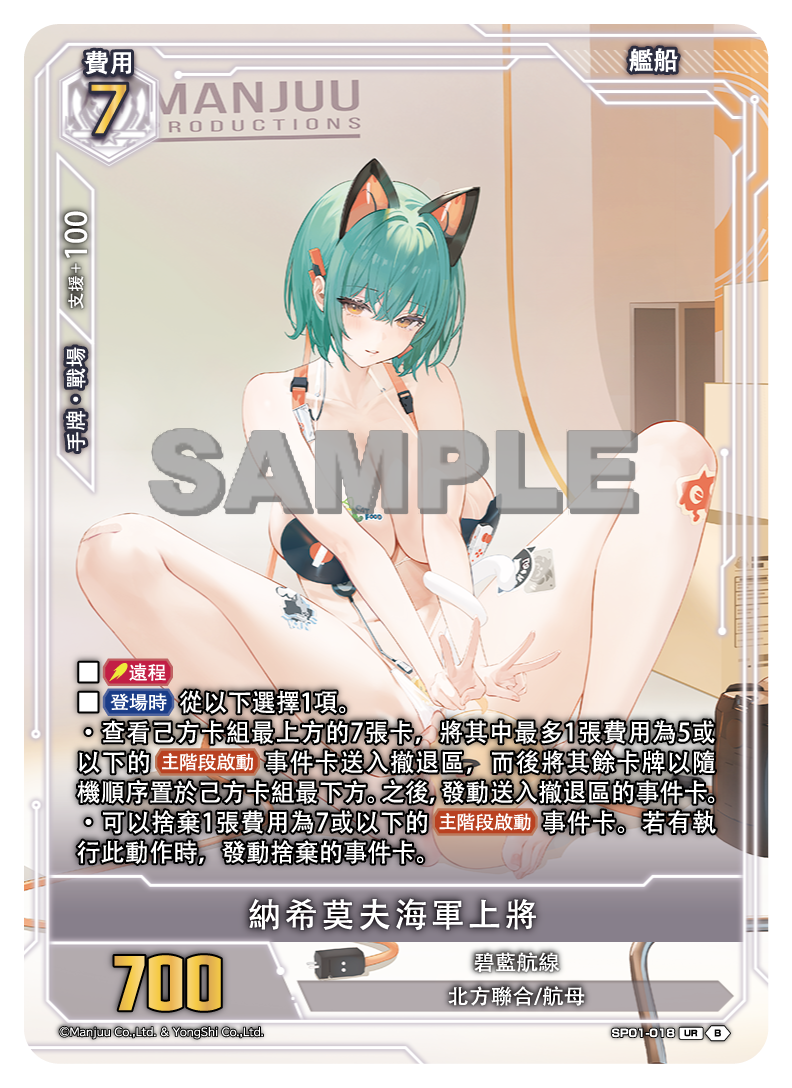 費用
7
艦船
MANJUU
PRODUCTIONS
支援+100
手牌・戰場
SAMPLE
遠程
登場時 從以下選擇1項。
・查看己方卡組最上方的7張卡，將其中最多1張費用為5或
以下的 主階段啟動 事件卡送入撤退區，而後將其餘卡牌以隨
機順序置於己方卡組最下方。之後，發動送入撤退區的事件卡。
・可以捨棄1張費用為7或以下的 主階段啟動 事件卡。若有執
行此動作時，發動捨棄的事件卡。
納希莫夫海軍上將
700
碧藍航線
北方聯合/航母
©Manjuu Co.,Ltd. & YongShi Co.,Ltd.
SP01-018 UR B